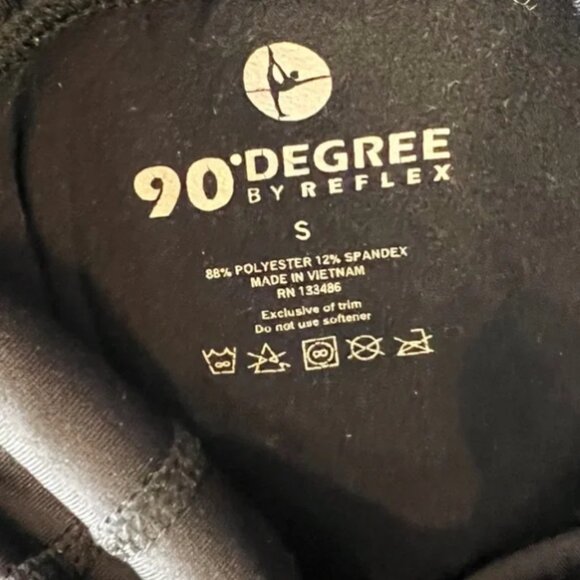 90° DEGREE
BY REFLEX
S
88% POLYESTER 12% SPANDEX
MADE IN VIETNAM
RN 133486
Exclusive of trim
Do not use softener